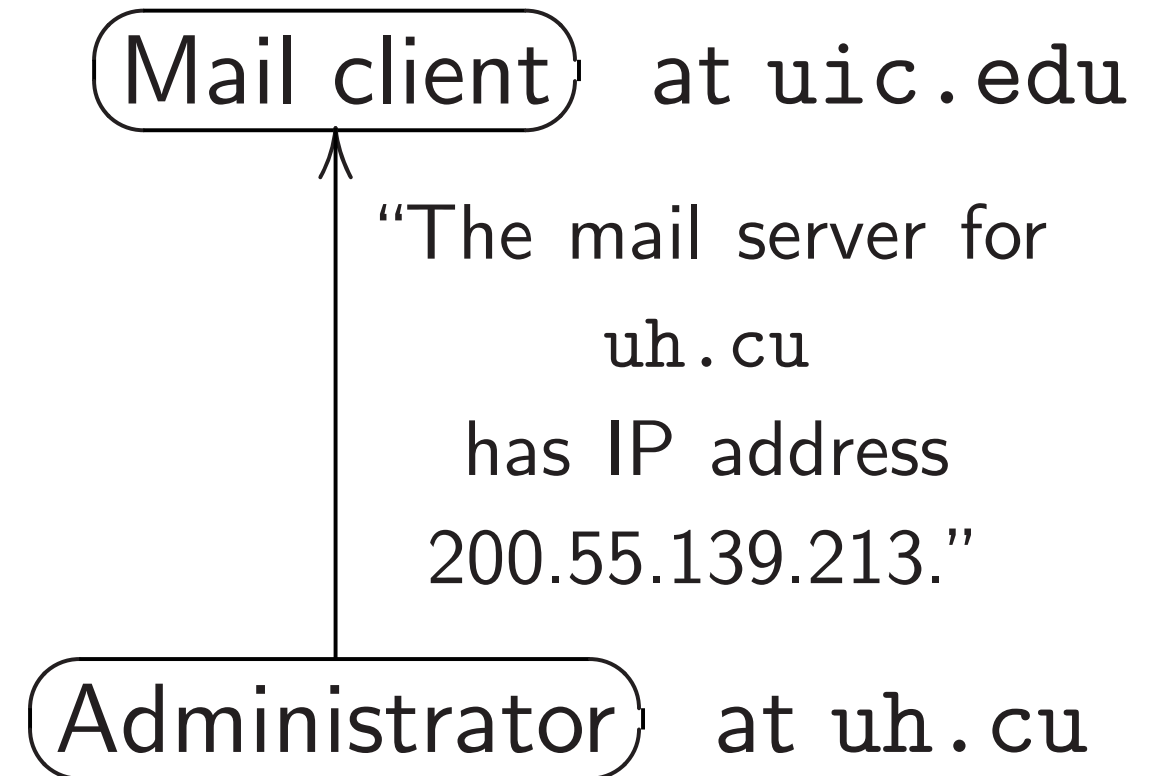 Mail client at uic.edu
“The mail server for
uh.cu
has IP address
200.55.139.213.”
Administrator at uh.cu